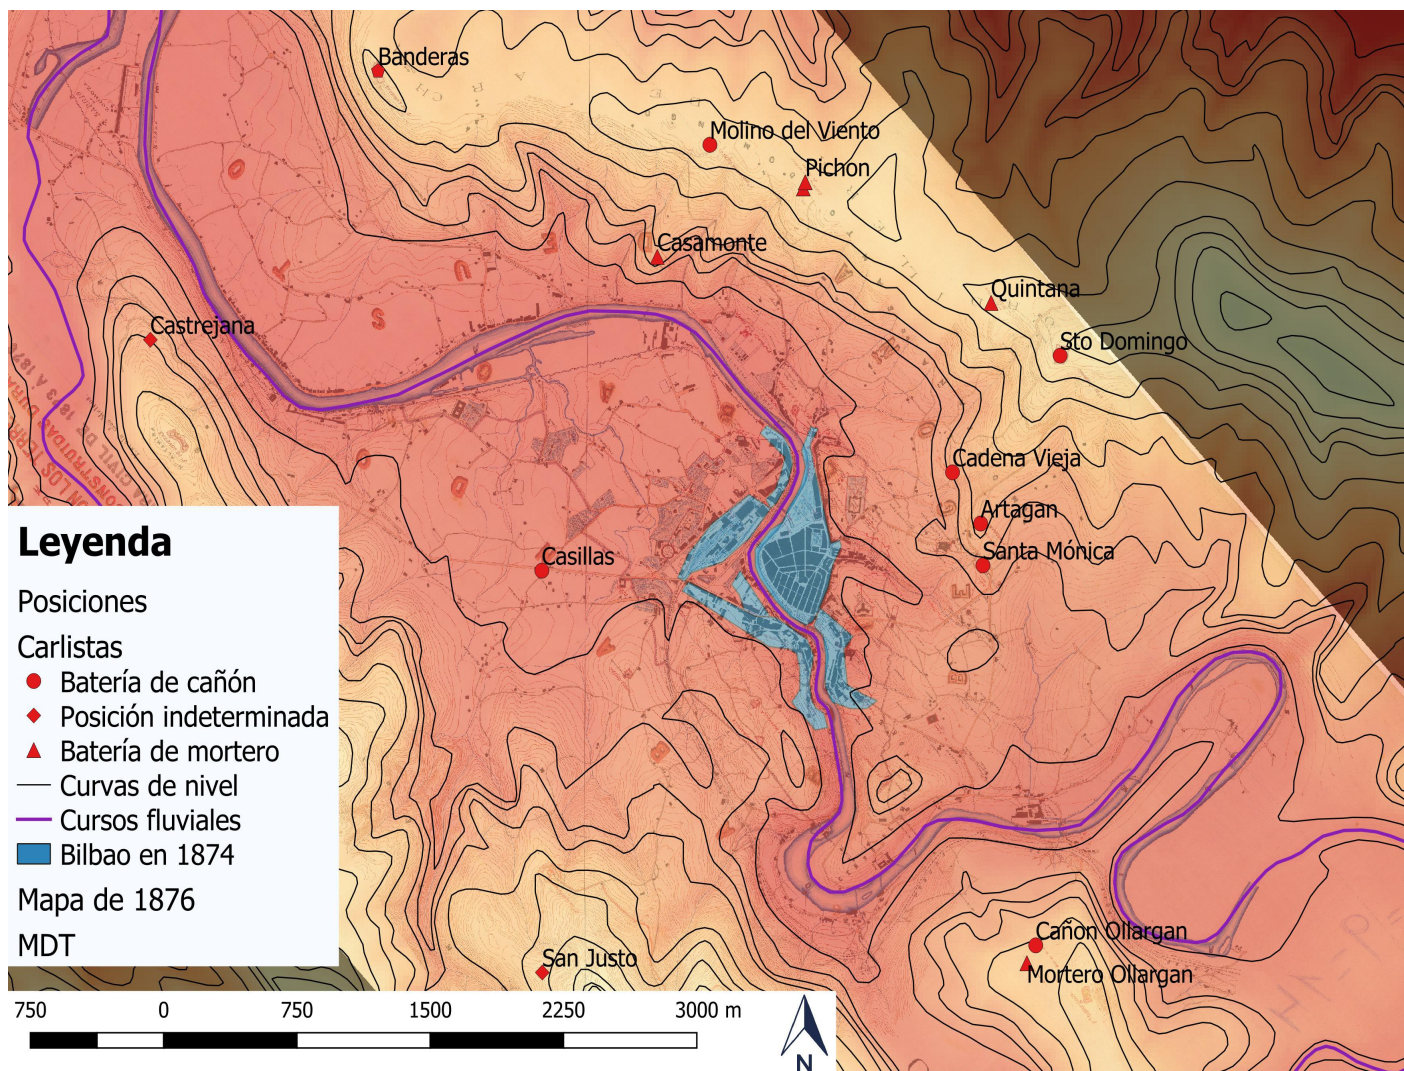 Banderas
Molino del Viento
Pichón
Casamonte
Quintana
Castrejana
Sto Domingo
Cadena Vieja
Artagan
Santa Mónica
Casillas
Leyenda
Posiciones
Carlistas
Batería de cañón
Posición indeterminada
Batería de mortero
Curvas de nivel
Cursos fluviales
Bilbao en 1874
Mapa de 1876
MDT
Cañon Ollargan
Mortero Ollargan
San Justo
750 0 750 1500 2250 3000 m
N